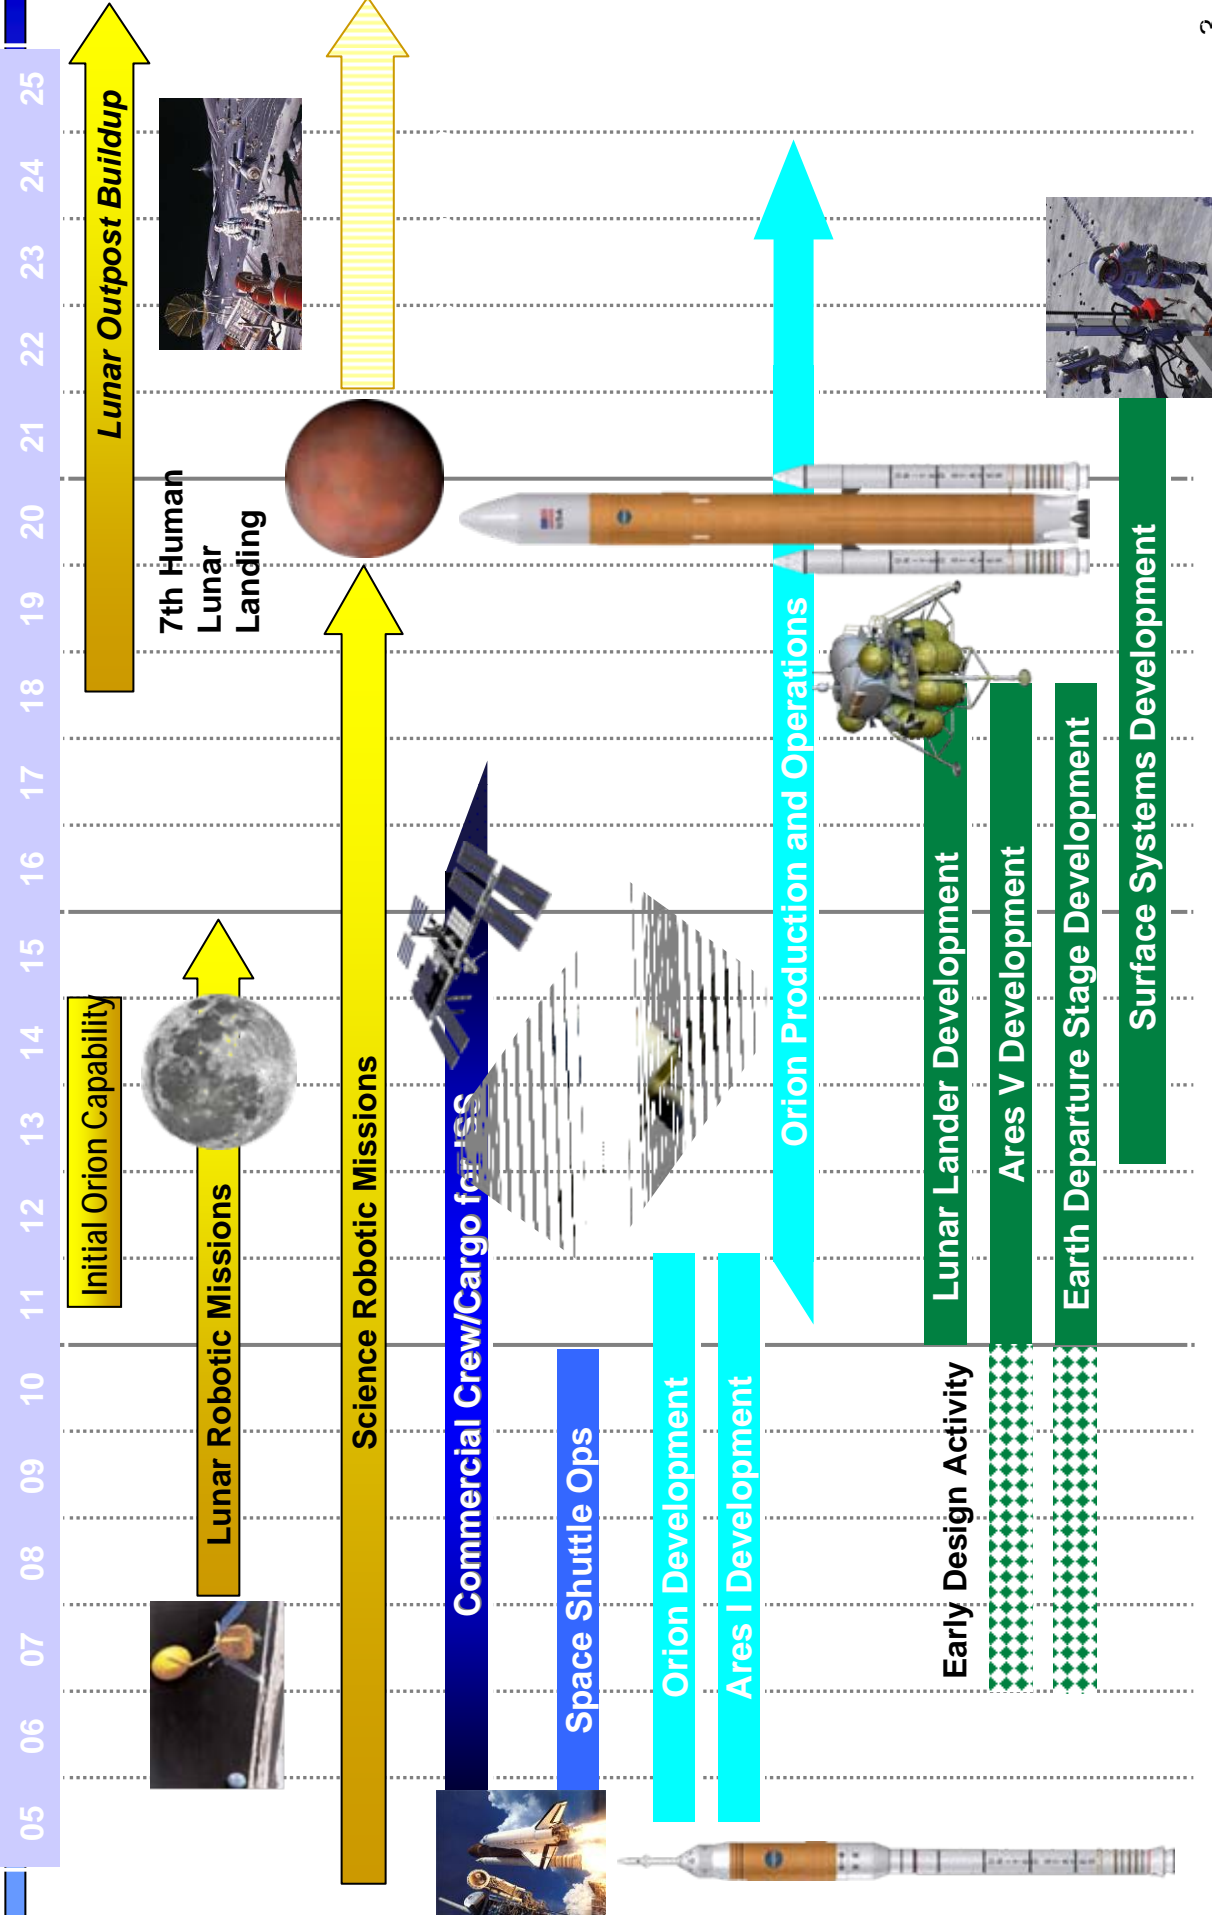 05 06 07 08 09 10 11 12 13 14 15 16 17 18 19 20 21 22 23 24 25
Initial Orion Capability
Lunar Outpost Buildup
Lunar Robotic Missions
7th Human
Lunar
Landing
Science Robotic Missions
Commercial Crew/Cargo for ISS
Space Shuttle Ops
Orion Development
Ares I Development
Orion Production and Operations
Early Design Activity
Lunar Lander Development
Ares V Development
Earth Departure Stage Development
Surface Systems Development
USA